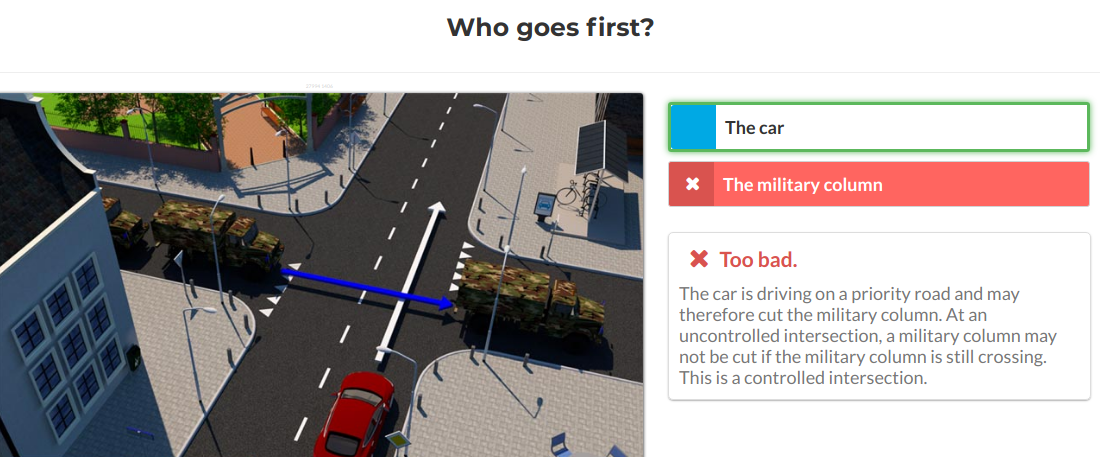 Who goes first?
The car
The military column
Too bad.
The car is driving on a priority road and may
therefore cut the military column. At an
uncontrolled intersection, a military column may
not be cut if the military column is still crossing.
This is a controlled intersection.